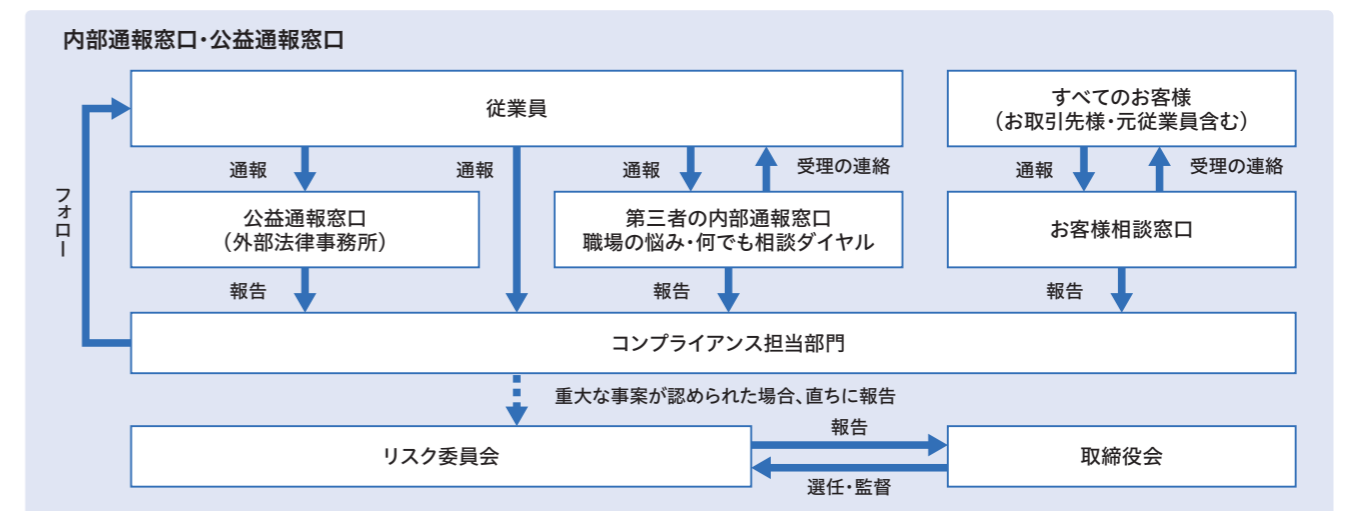 内部通報窓口・公益通報窓口
従業員
すべてのお客様
（お取引先様・元従業員含む）
通報
通報
通報
受理の連絡
通報
受理の連絡
フォロー
公益通報窓口
（外部法律事務所）
第三者の内部通報窓口
職場の悩み・何でも相談ダイヤル
お客様相談窓口
報告
報告
報告
コンプライアンス担当部門
重大な事案が認められた場合、直ちに報告
リスク委員会
報告
取締役会
選任・監督